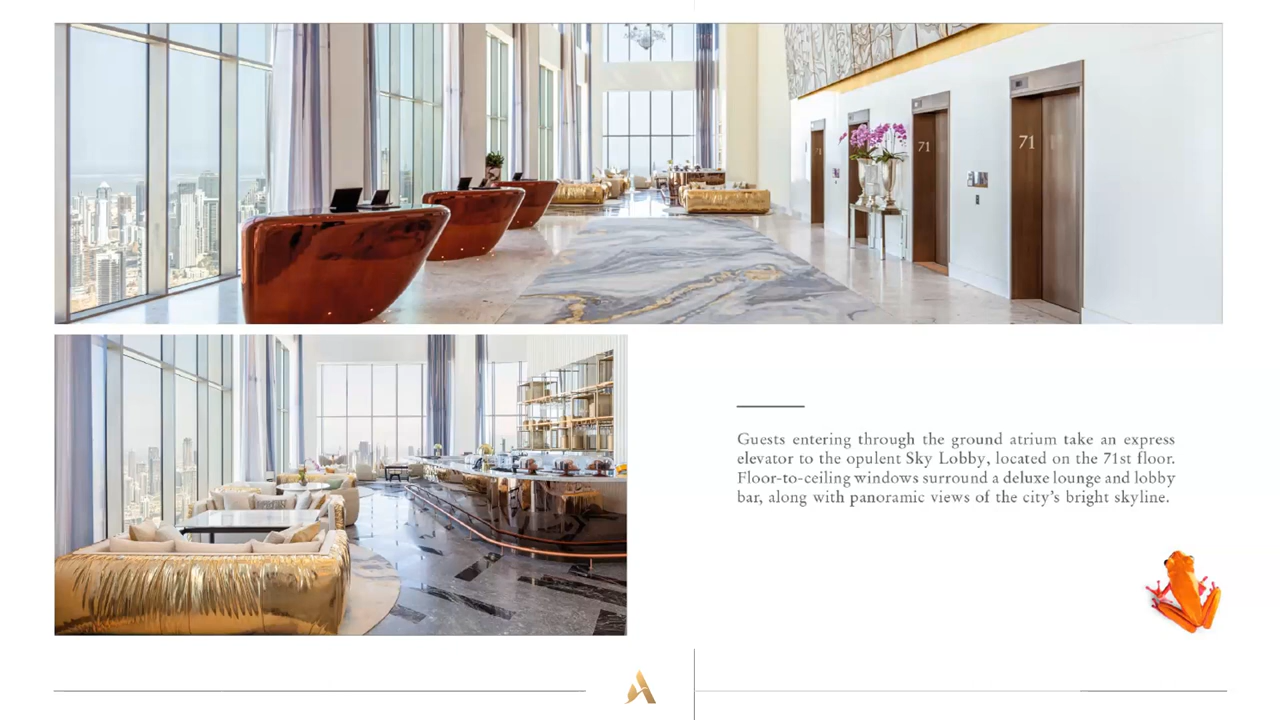 71
71
71
Guests entering through the ground atrium take an express
elevator to the opulent Sky Lobby, located on the 71st floor.
Floor-to-ceiling windows surround a deluxe lounge and lobby
bar, along with panoramic views of the city's bright skyline.